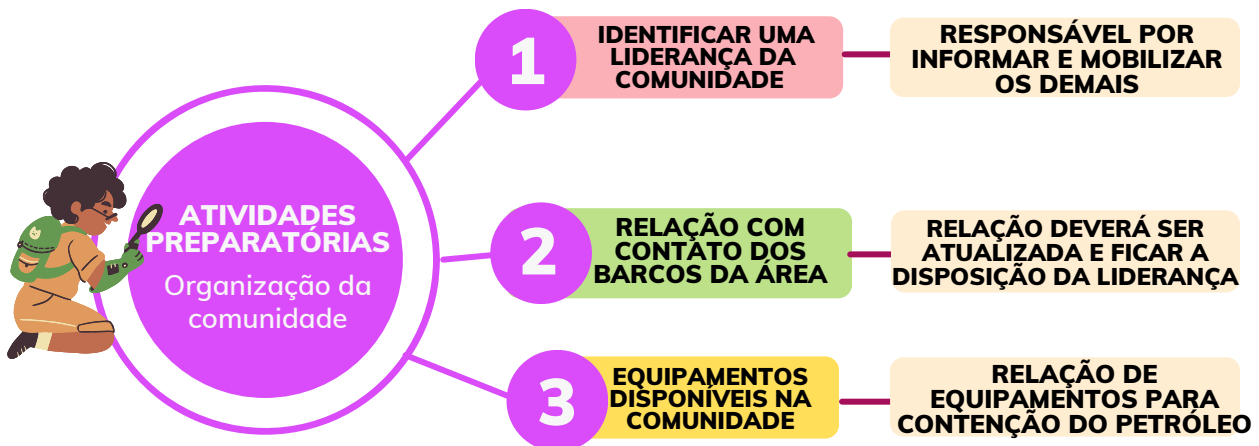 ATIVIDADES
PREPARATÓRIAS
Organização da
comunidade
1
IDENTIFICAR UMA
LIDERANÇA DA
COMUNIDADE
RESPONSÁVEL POR
INFORMAR E MOBILIZAR
OS DEMAIS
2
RELAÇÃO COM
CONTATO DOS
BARCOS DA ÁREA
RELAÇÃO DEVERÁ SER
ATUALIZADA E FICAR A
DISPOSIÇÃO DA LIDERANÇA
3
EQUIPAMENTOS
DISPONÍVEIS NA
COMUNIDADE
RELAÇÃO DE
EQUIPAMENTOS PARA
CONTENÇÃO DO PETRÓLEO